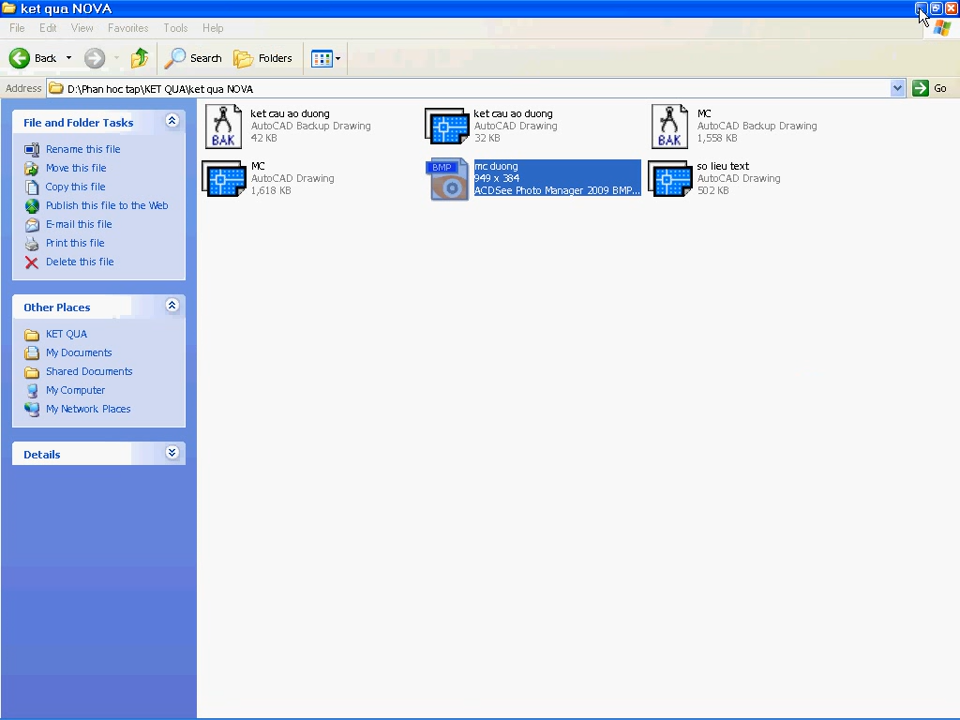 ket qua NOVA
File Edit View Favorites Tools Help
Back Search Folders
Address D:\Phan hoc tap\KET QUA\ket qua NOVA Go
File and Folder Tasks
Rename this file
Move this file
Copy this file
Publish this file to the Web
E-mail this file
Print this file
Delete this file
Other Places
KET QUA
My Documents
Shared Documents
My Computer
My Network Places
Details
BAK
ket cau ao duong
AutoCAD Backup Drawing
42 KB
ket cau ao duong
AutoCAD Drawing
32 KB
BAK
MC
AutoCAD Backup Drawing
1,558 KB
MC
AutoCAD Drawing
1,618 KB
BMP
mc duong
949 x 384
ACDSee Photo Manager 2009 BMP...
so lieu text
AutoCAD Drawing
502 KB